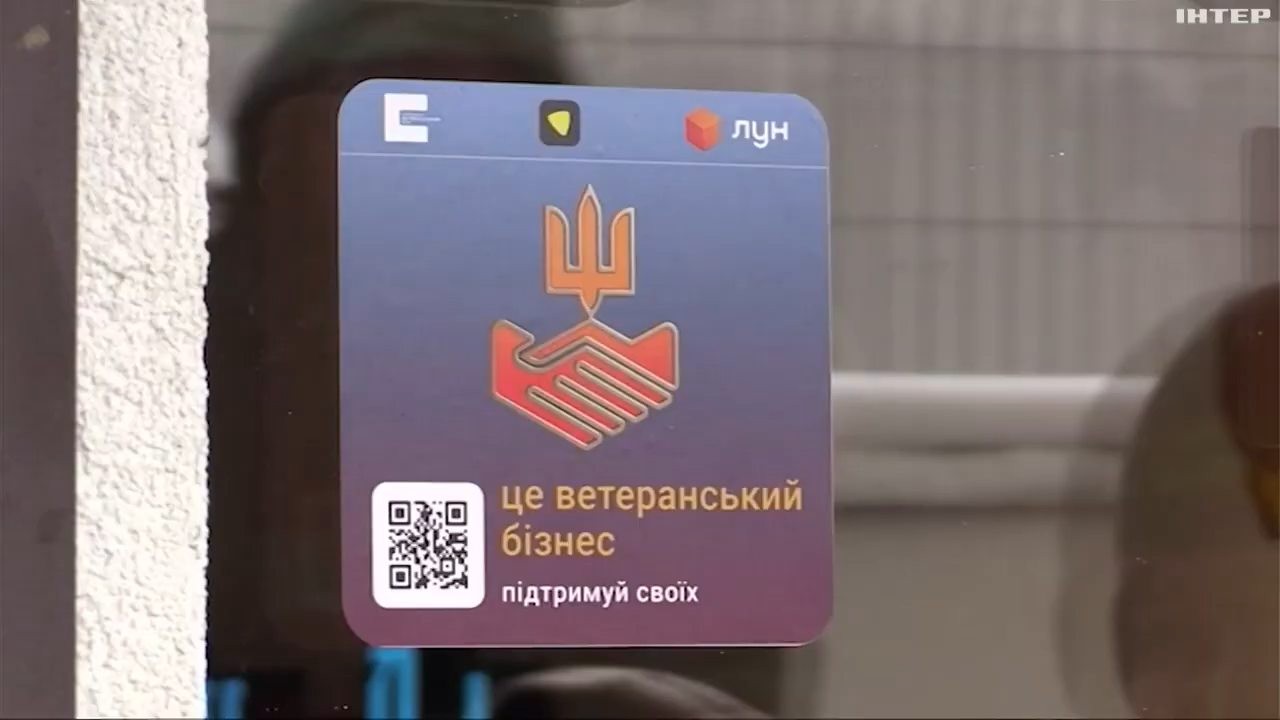 ІНТЕР
лун
це ветеранський
бізнес
підтримуй своїх